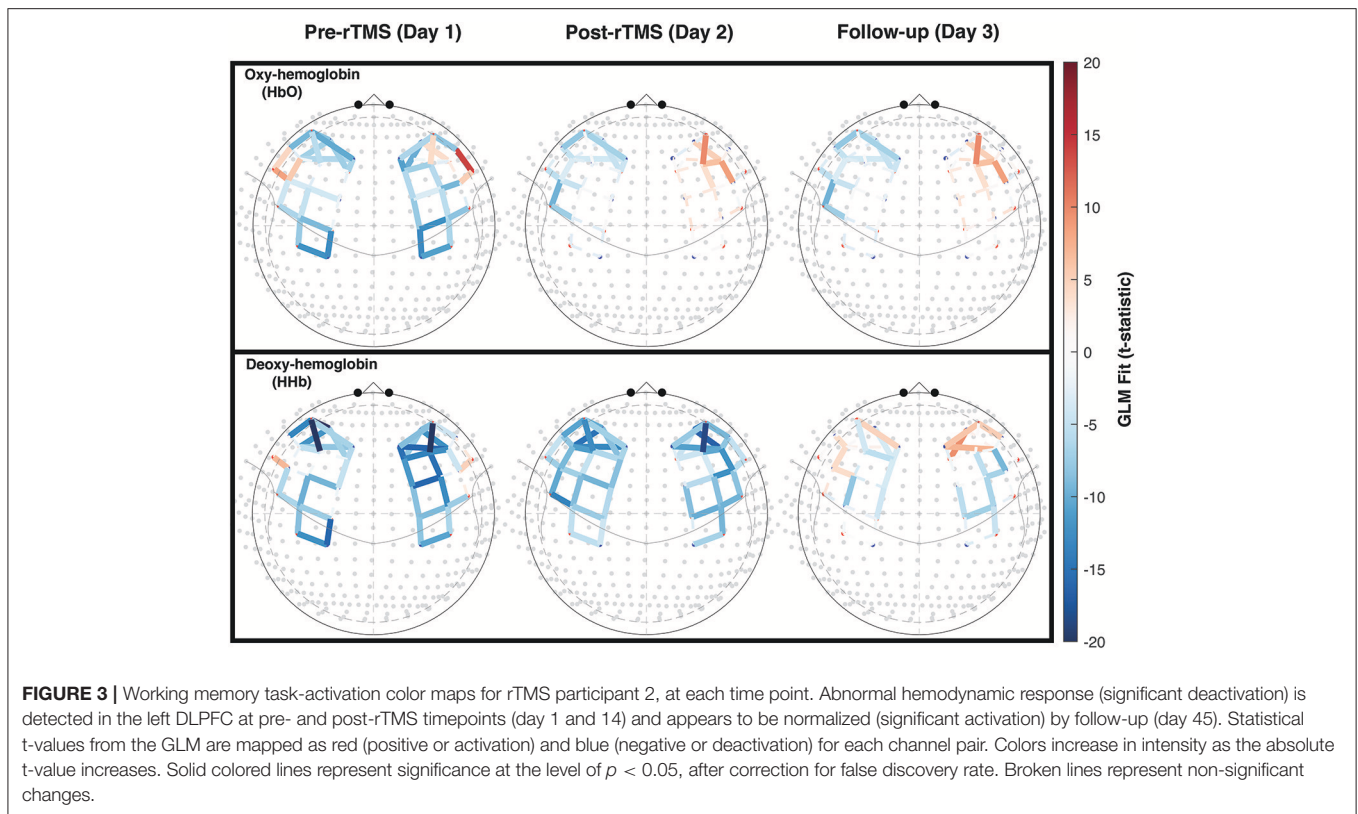 Pre-rTMS (Day 1) Post-rTMS (Day 2) Follow-up (Day 3)
Oxy-hemoglobin
(HbO)
Deoxy-hemoglobin
(HHb)
20
15
10
5
0
-5
-10
-15
-20
GLM Fit (t-statistic)
FIGURE 3 | Working memory task-activation color maps for rTMS participant 2, at each time point. Abnormal hemodynamic response (significant deactivation) is
detected in the left DLPFC at pre- and post-rTMS timepoints (day 1 and 14) and appears to be normalized (significant activation) by follow-up (day 45). Statistical
t-values from the GLM are mapped as red (positive or activation) and blue (negative or deactivation) for each channel pair. Colors increase in intensity as the absolute
t-value increases. Solid colored lines represent significance at the level of p < 0.05, after correction for false discovery rate. Broken lines represent non-significant
changes.